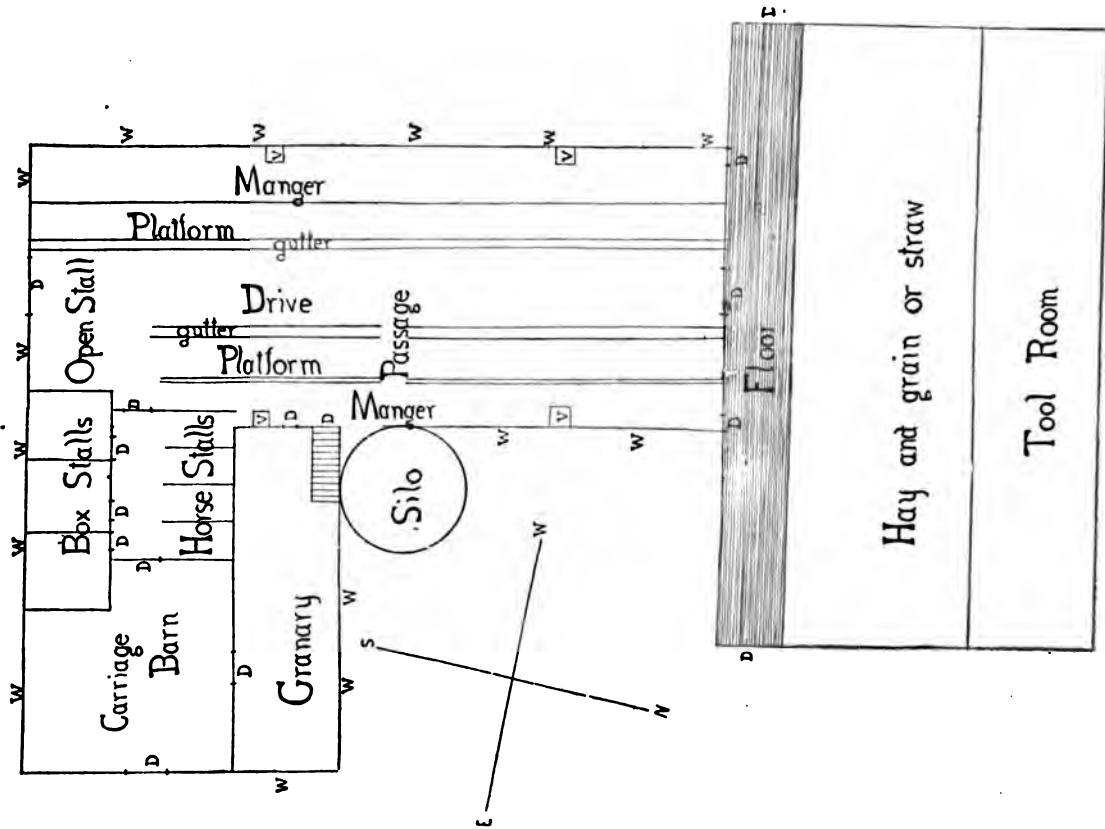 W
W
W
W
W
W
V
V
D
Manger
Platform
gutter
D
Open Stall
W
Drive
D
gutter
Passage
Platform
Floor
Manger
V
D
D
V
D
W
W
D
W
Box Stalls
D
D
D
Horse Stalls
D
W
Silo
Carriage
Barn
D
Granary
W
W
W
D
W
S
W
N
E
D
Hay and grain or straw
Tool Room